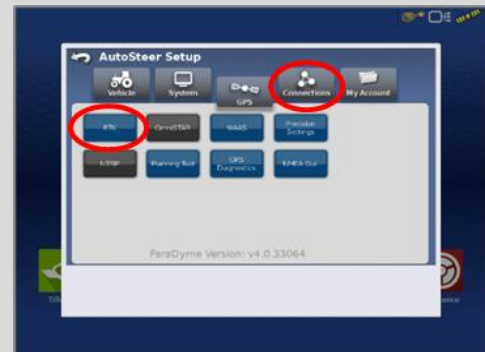 AutoSteer Setup
Vehicle System GPS Connections My Account
RTK OmniSTAR WAAS Precision Settings
NTRIP Planning Tool GPS Diagnostics NMEA Out
ParaDyme Version: v4.0.33064